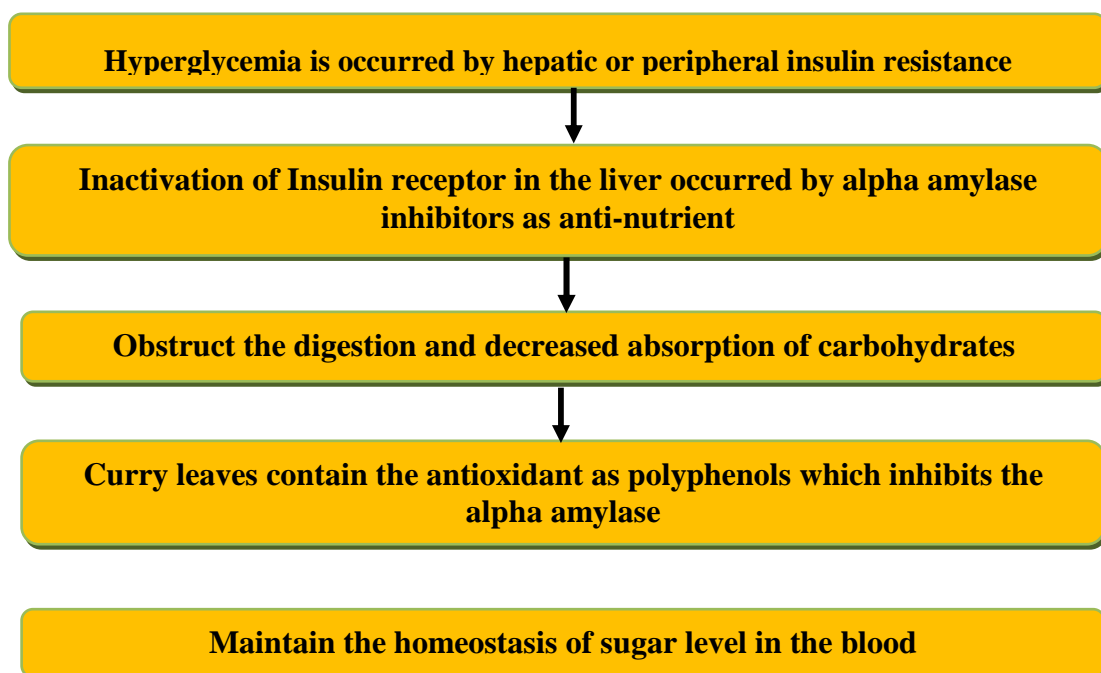 Hyperglycemia is occurred by hepatic or peripheral insulin resistance
Inactivation of Insulin receptor in the liver occurred by alpha amylase
inhibitors as anti-nutrient
Obstruct the digestion and decreased absorption of carbohydrates
Curry leaves contain the antioxidant as polyphenols which inhibits the
alpha amylase
Maintain the homeostasis of sugar level in the blood